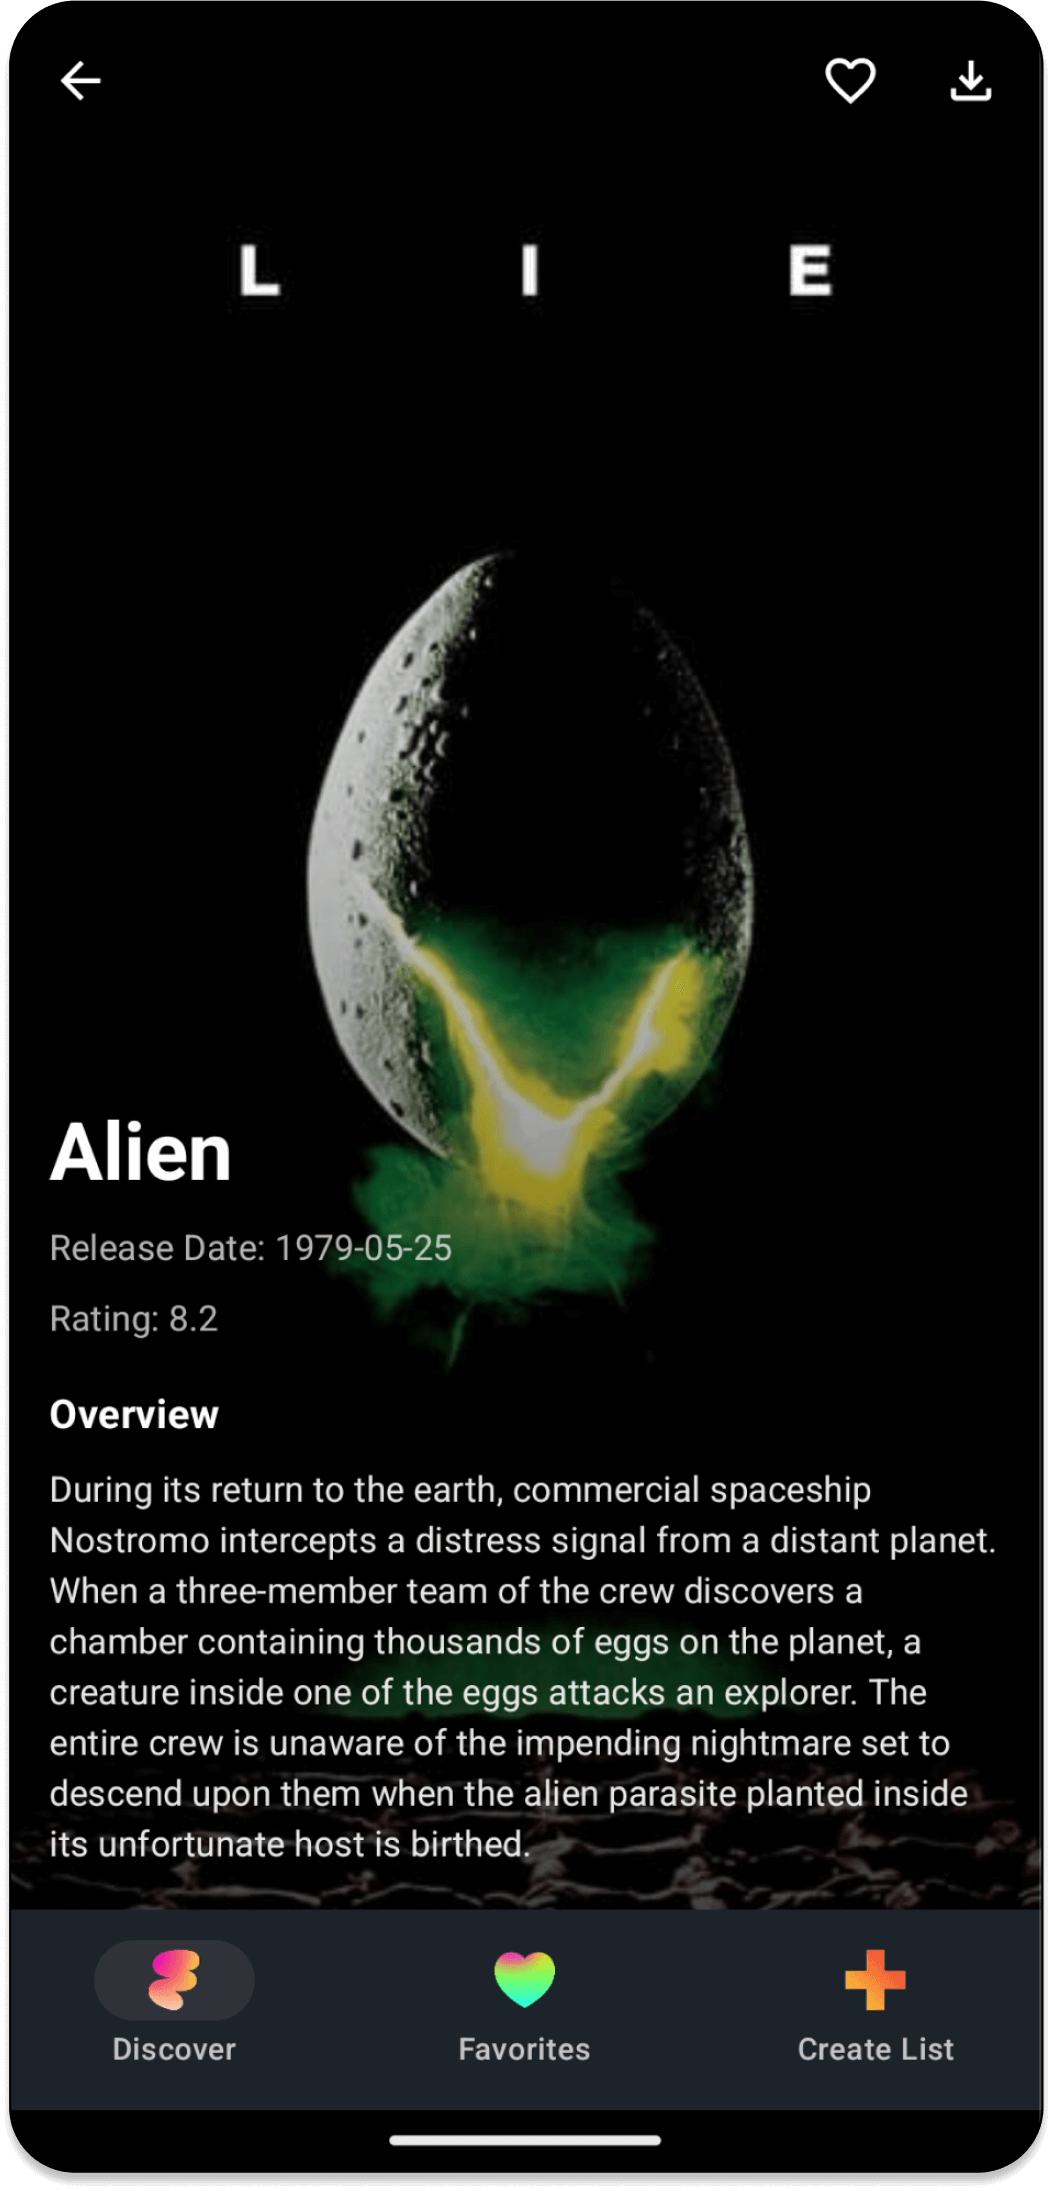 L I E
Alien
Release Date: 1979-05-25
Rating: 8.2
Overview
During its return to the earth, commercial spaceship
Nostromo intercepts a distress signal from a distant planet.
When a three-member team of the crew discovers a
chamber containing thousands of eggs on the planet, a
creature inside one of the eggs attacks an explorer. The
entire crew is unaware of the impending nightmare set to
descend upon them when the alien parasite planted inside
its unfortunate host is birthed.
Discover Favorites Create List